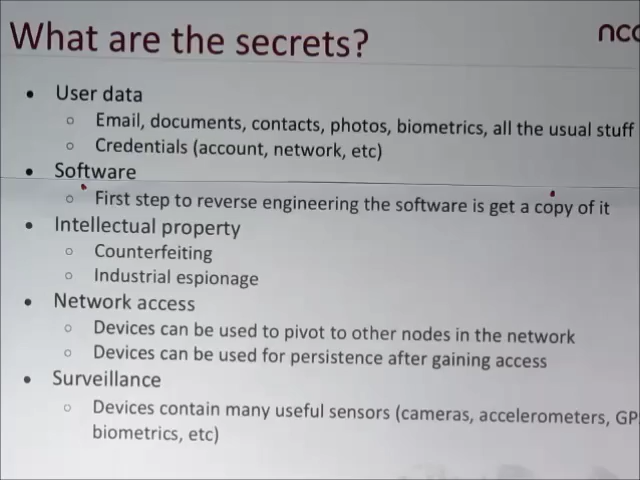 What are the secrets?
ncc
• User data
○ Email, documents, contacts, photos, biometrics, all the usual stuff
○ Credentials (account, network, etc)
• Software
○ First step to reverse engineering the software is get a copy of it
• Intellectual property
○ Counterfeiting
○ Industrial espionage
• Network access
○ Devices can be used to pivot to other nodes in the network
○ Devices can be used for persistence after gaining access
• Surveillance
○ Devices contain many useful sensors (cameras, accelerometers, GP
biometrics, etc)